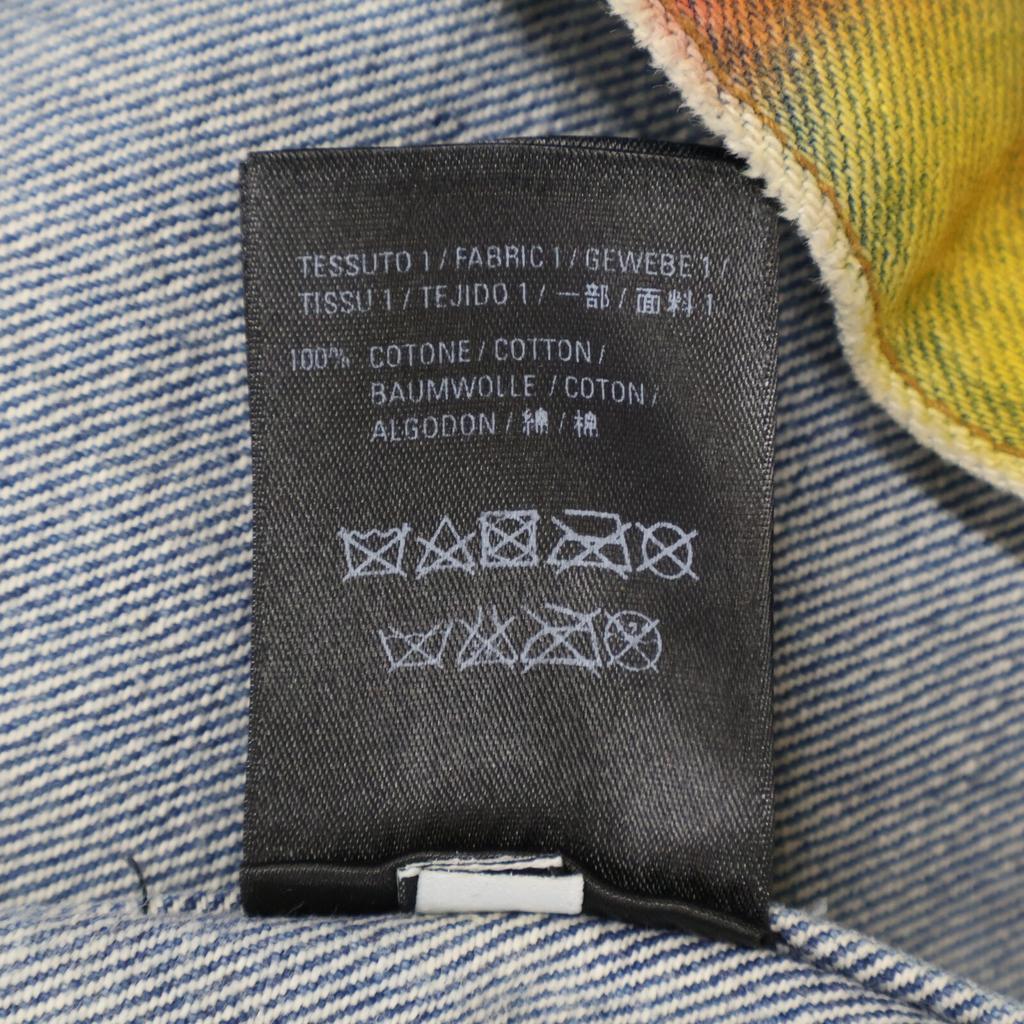 TESSUTO 1 / FABRIC 1 / GEWEBE 1 /
TISSU 1 / TEJIDO 1 / 一部 / 面料 1
100% COTONE / COTTON /
BAUMWOLLE / COTON /
ALGODON / 綿 / 棉